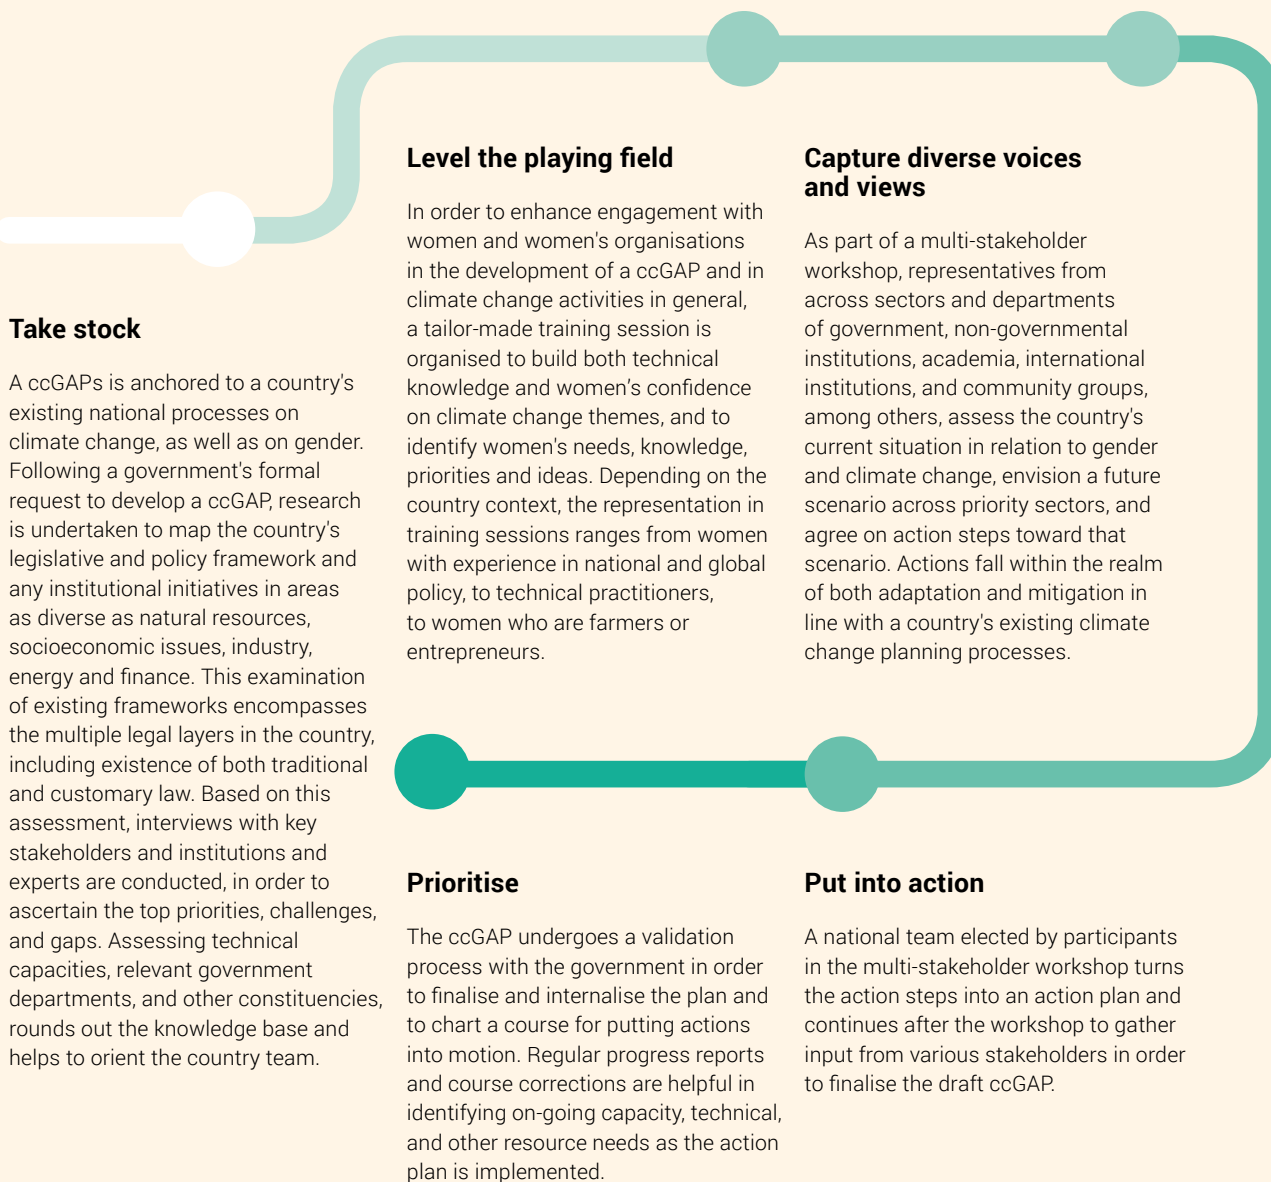 Take stock
A ccGAPs is anchored to a country's
existing national processes on
climate change, as well as on gender.
Following a government's formal
request to develop a ccGAP, research
is undertaken to map the country's
legislative and policy framework and
any institutional initiatives in areas
as diverse as natural resources,
socioeconomic issues, industry,
energy and finance. This examination
of existing frameworks encompasses
the multiple legal layers in the country,
including existence of both traditional
and customary law. Based on this
assessment, interviews with key
stakeholders and institutions and
experts are conducted, in order to
ascertain the top priorities, challenges,
and gaps. Assessing technical
capacities, relevant government
departments, and other constituencies,
rounds out the knowledge base and
helps to orient the country team.
Level the playing field
In order to enhance engagement with
women and women's organisations
in the development of a ccGAP and in
climate change activities in general,
a tailor-made training session is
organised to build both technical
knowledge and women’s confidence
on climate change themes, and to
identify women's needs, knowledge,
priorities and ideas. Depending on the
country context, the representation in
training sessions ranges from women
with experience in national and global
policy, to technical practitioners,
to women who are farmers or
entrepreneurs.
Capture diverse voices
and views
As part of a multi-stakeholder
workshop, representatives from
across sectors and departments
of government, non-governmental
institutions, academia, international
institutions, and community groups,
among others, assess the country's
current situation in relation to gender
and climate change, envision a future
scenario across priority sectors, and
agree on action steps toward that
scenario. Actions fall within the realm
of both adaptation and mitigation in
line with a country's existing climate
change planning processes.
Put into action
A national team elected by participants
in the multi-stakeholder workshop turns
the action steps into an action plan and
continues after the workshop to gather
input from various stakeholders in order
to finalise the draft ccGAP.
Prioritise
The ccGAP undergoes a validation
process with the government in order
to finalise and internalise the plan and
to chart a course for putting actions
into motion. Regular progress reports
and course corrections are helpful in
identifying on-going capacity, technical,
and other resource needs as the action
plan is implemented.